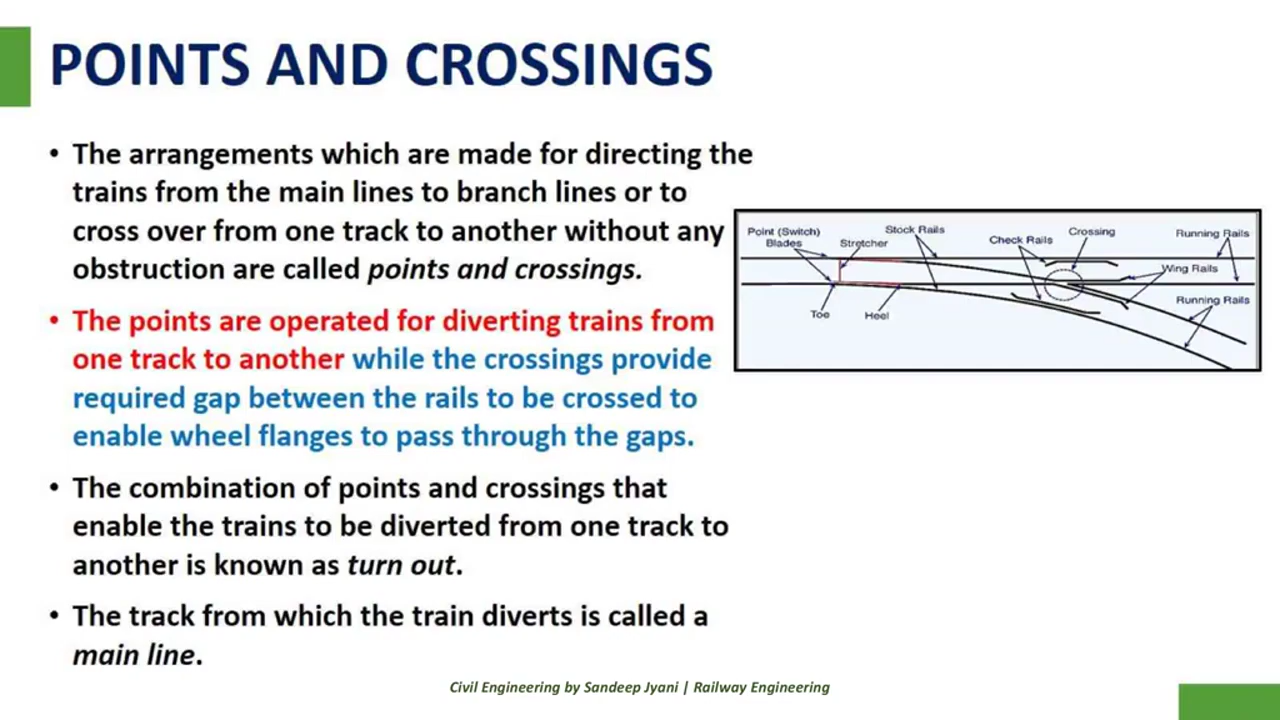 POINTS AND CROSSINGS
• The arrangements which are made for directing the
trains from the main lines to branch lines or to
cross over from one track to another without any
obstruction are called points and crossings.
• The points are operated for diverting trains from
one track to another while the crossings provide
required gap between the rails to be crossed to
enable wheel flanges to pass through the gaps.
• The combination of points and crossings that
enable the trains to be diverted from one track to
another is known as turn out.
• The track from which the train diverts is called a
main line.
Point (Switch)
Blades
Stretcher
Stock Rails
Check Rails
Crossing
Running Rails
Wing Rails
Running Rails
Toe
Heel
Civil Engineering by Sandeep Jyani | Railway Engineering